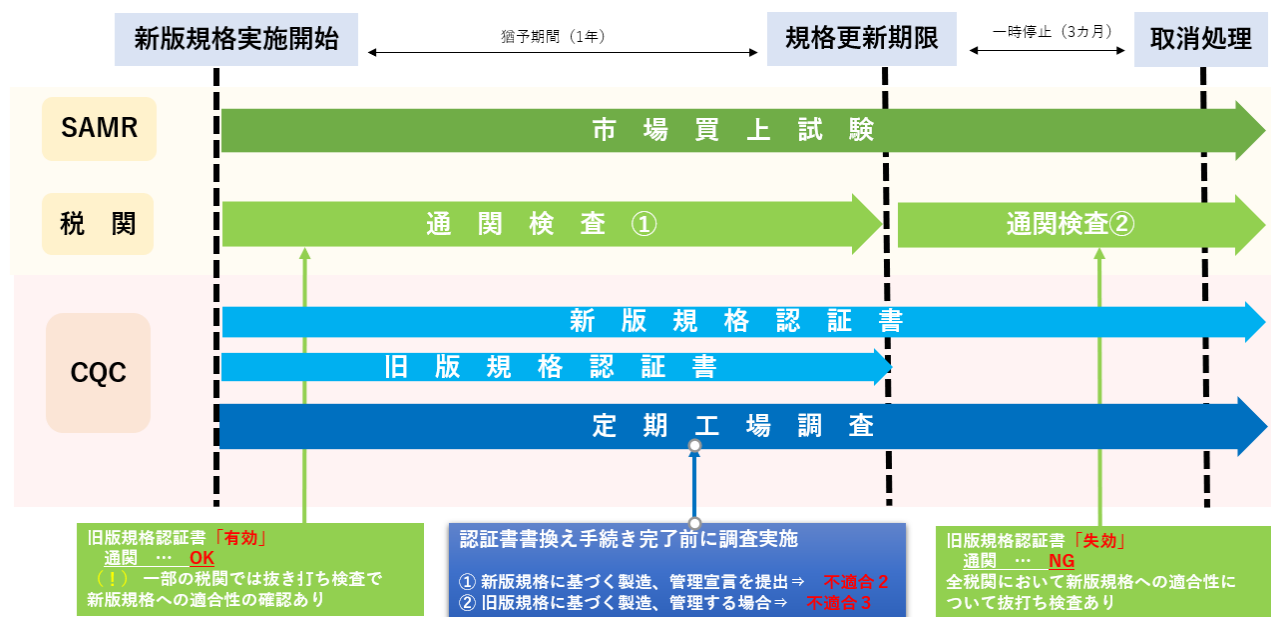 新版規格実施開始
猶予期間（1年）
規格更新期限
一時停止（3カ月）
取消処理
SAMR
市場買上試験
税　関
通関検査①
通関検査②
CQC
新版規格認証書
旧版規格認証書
定期工場調査
旧版規格認証書「有効」
通関　…　OK
（！）一部の税関では抜き打ち検査で
新版規格への適合性の確認あり
認証書書換え手続き完了前に調査実施
① 新版規格に基づく製造、管理宣言を提出⇒　不適合２
② 旧版規格に基づく製造、管理する場合⇒　不適合３
旧版規格認証書「失効」
通関　…　NG
全税関において新版規格への適合性に
ついて抜打ち検査あり